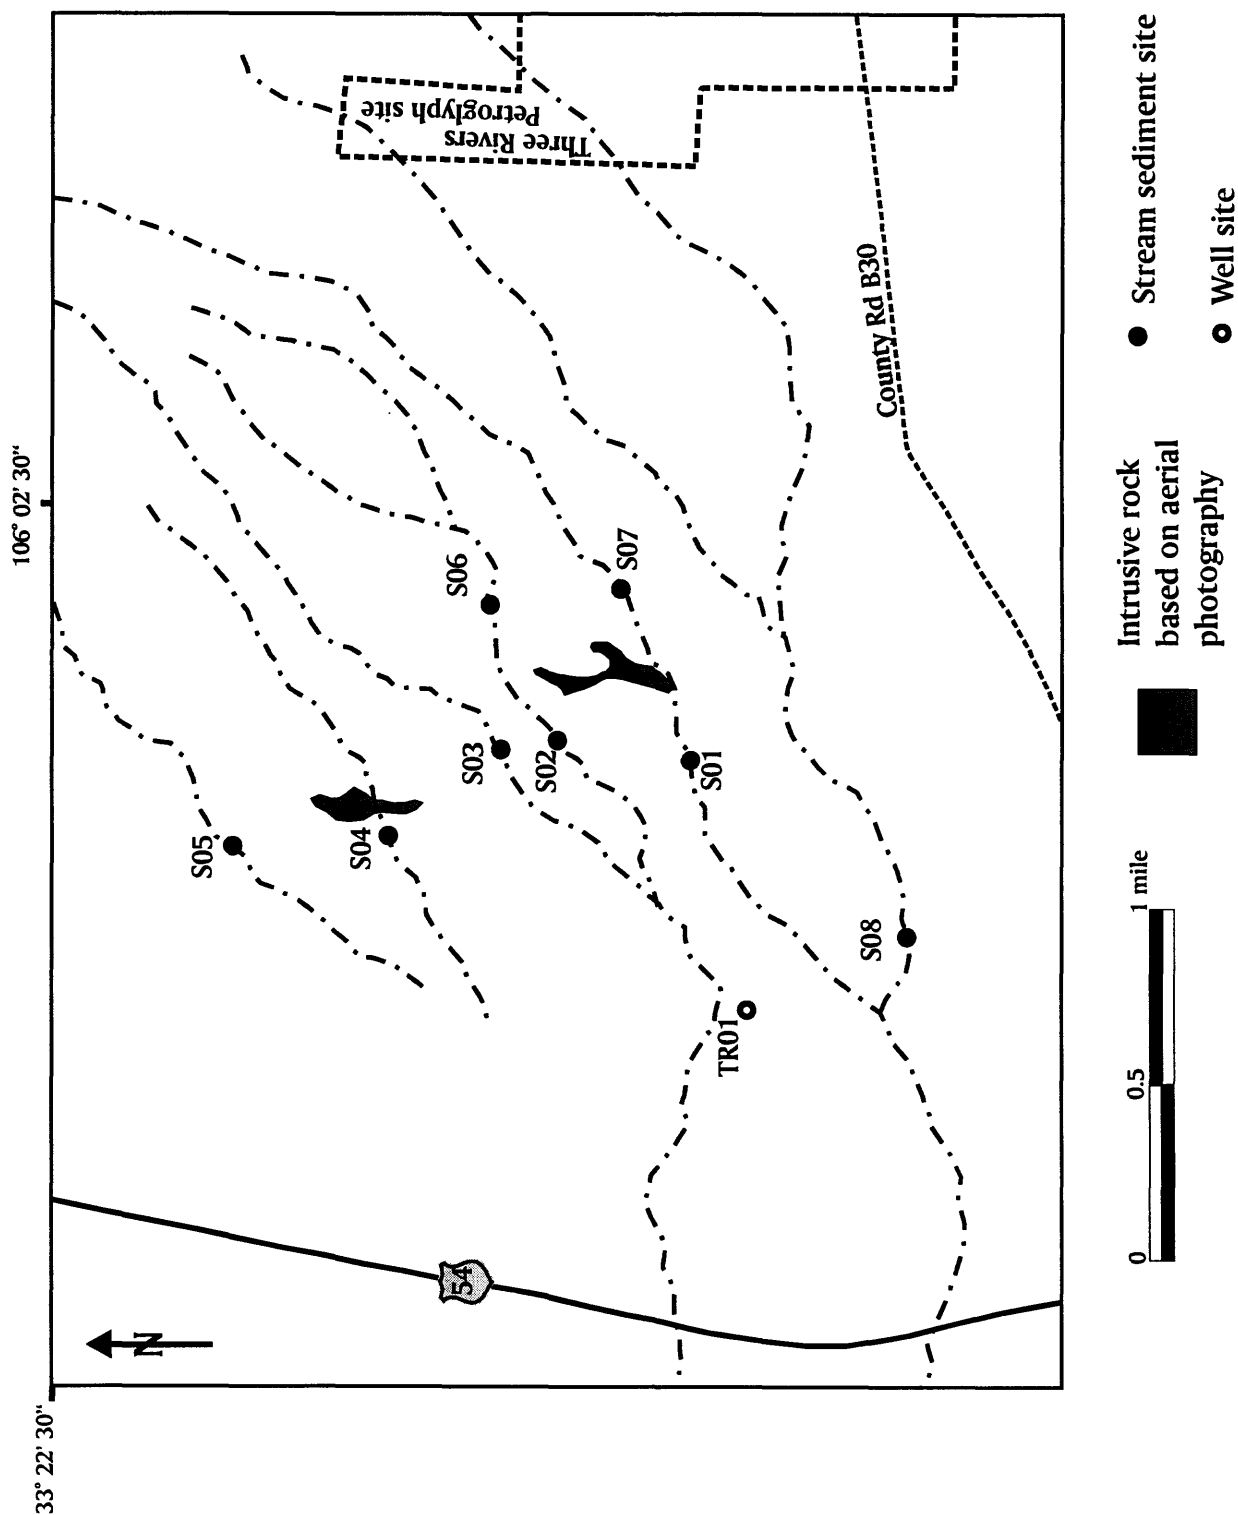 106° 02' 30"
33° 22' 30"
N
54
Three Rivers
Petroglyph site
County Rd B30
S05
S04
S03
S02
S06
S07
S01
S08
TR01
0
0.5
1 mile
Intrusive rock
based on aerial
photography
Stream sediment site
Well site